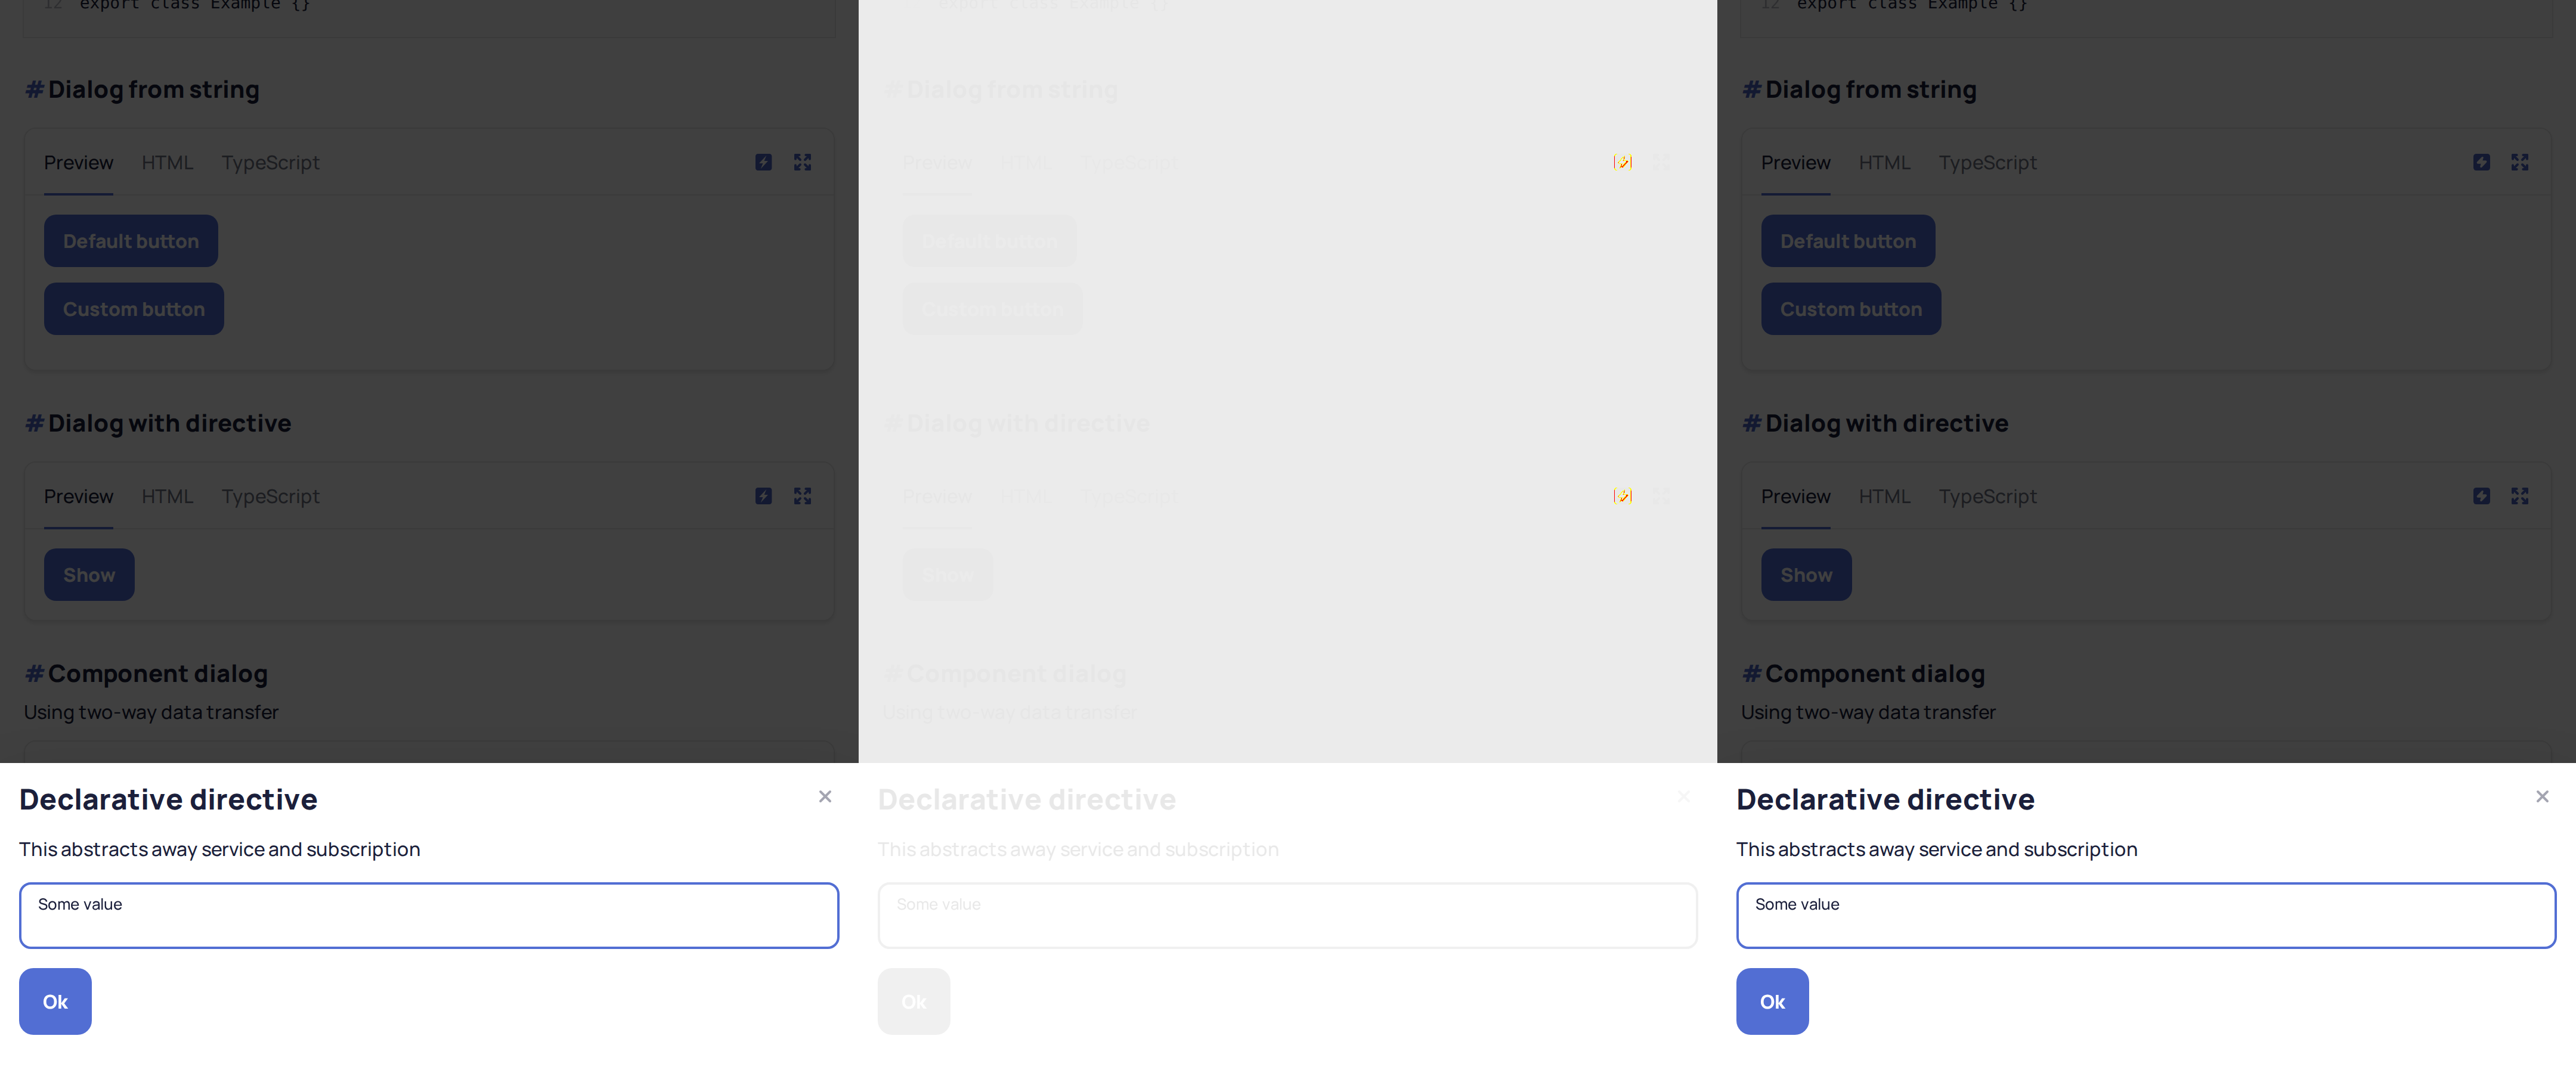 12 export class Example {}
# Dialog from string
Preview HTML TypeScript
Default button
Custom button
# Dialog with directive
Preview HTML TypeScript
Show
# Component dialog
Using two-way data transfer
Declarative directive
This abstracts away service and subscription
Some value
Ok
export class Example {}
# Dialog from string
Preview HTML TypeScript
Default button
Custom button
# Dialog with directive
Preview HTML TypeScript
Show
# Component dialog
Using two-way data transfer
Declarative directive
This abstracts away service and subscription
Some value
Ok
12 export class Example {}
# Dialog from string
Preview HTML TypeScript
Default button
Custom button
# Dialog with directive
Preview HTML TypeScript
Show
# Component dialog
Using two-way data transfer
Declarative directive
This abstracts away service and subscription
Some value
Ok